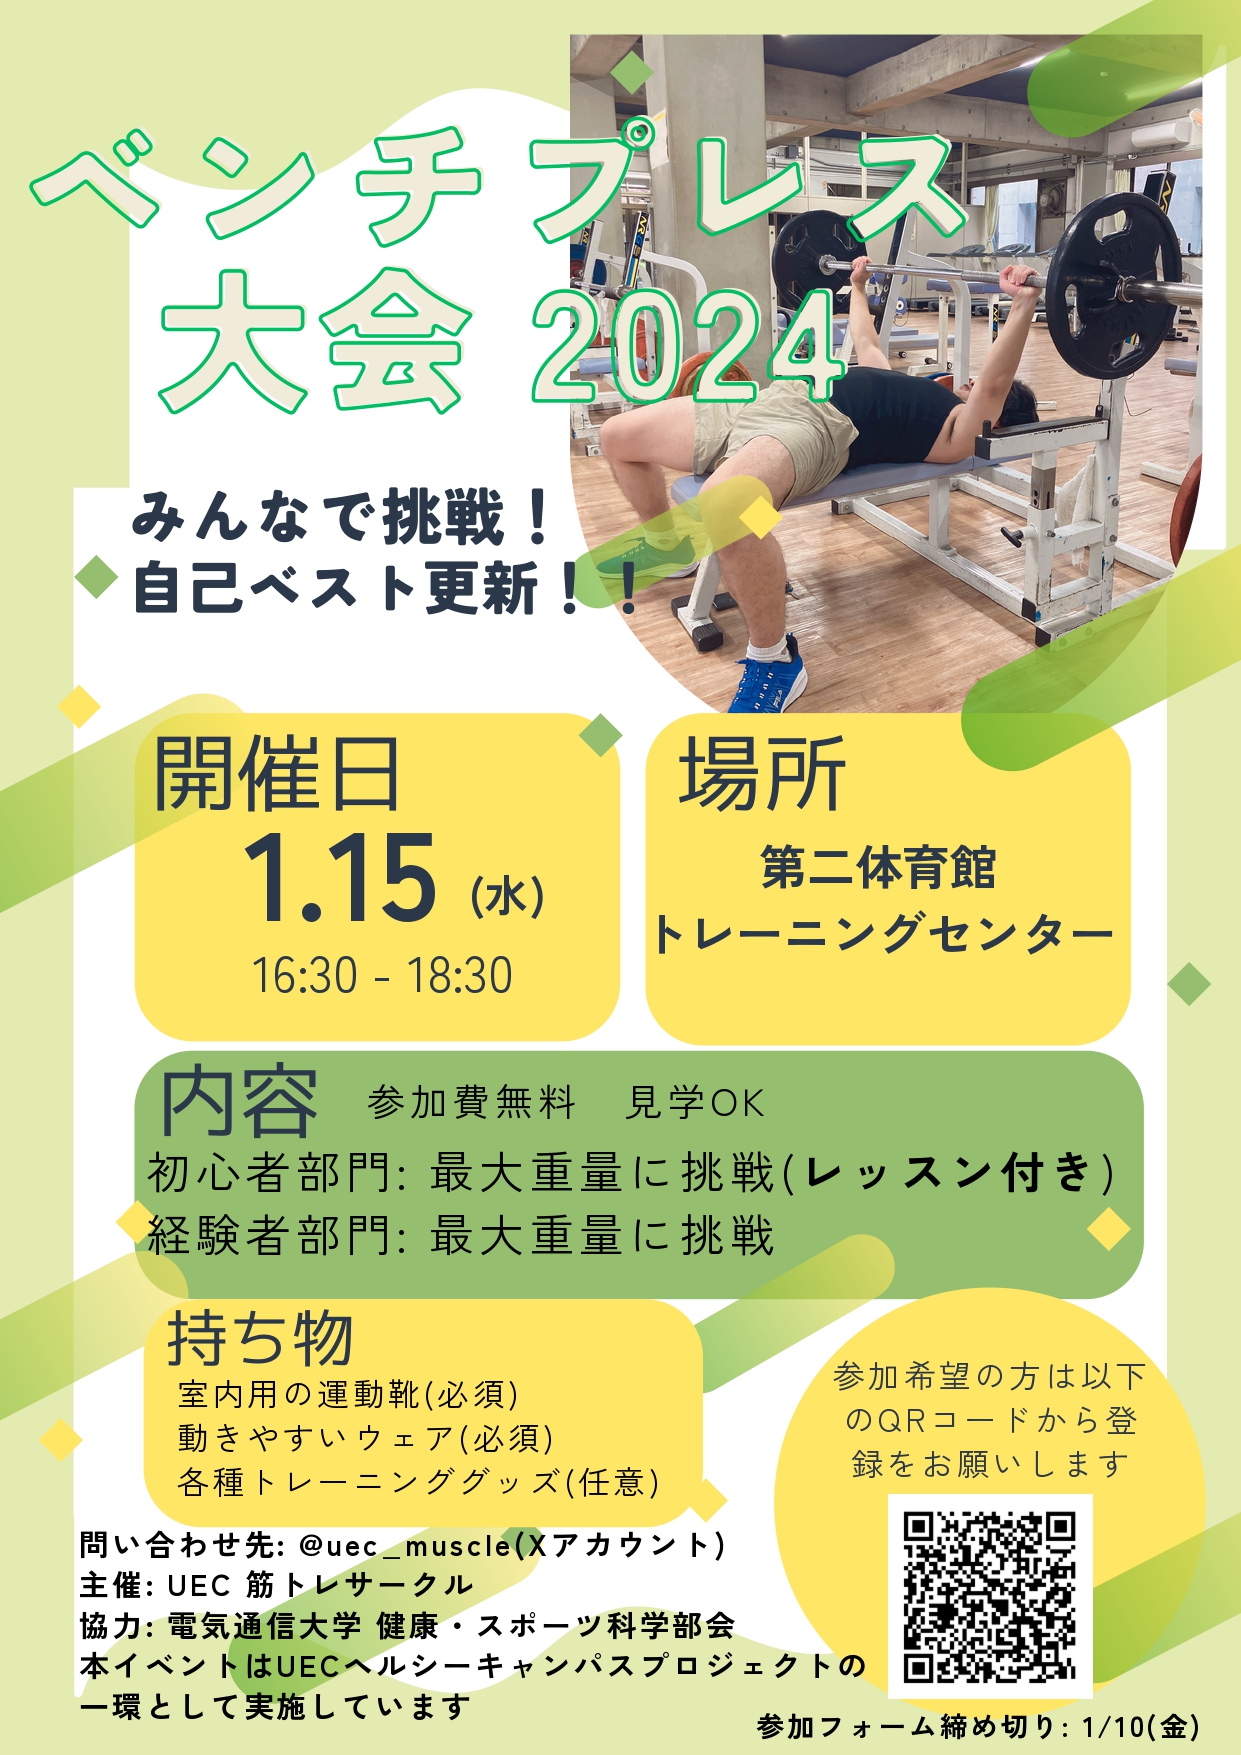 ベンチプレス
大会 2024
みんなで挑戦！
自己ベスト更新！！
開催日
1.15 (水)
16:30 - 18:30
場所
第二体育館
トレーニングセンター
内容 参加費無料　見学OK
初心者部門: 最大重量に挑戦(レッスン付き)
経験者部門: 最大重量に挑戦
持ち物
室内用の運動靴(必須)
動きやすいウェア(必須)
各種トレーニンググッズ(任意)
参加希望の方は以下
のQRコードから登
録をお願いします
問い合わせ先: @uec_muscle(Xアカウント)
主催: UEC 筋トレサークル
協力: 電気通信大学 健康・スポーツ科学部会
本イベントはUECヘルシーキャンパスプロジェクトの
一環として実施しています
参加フォーム締め切り: 1/10(金)